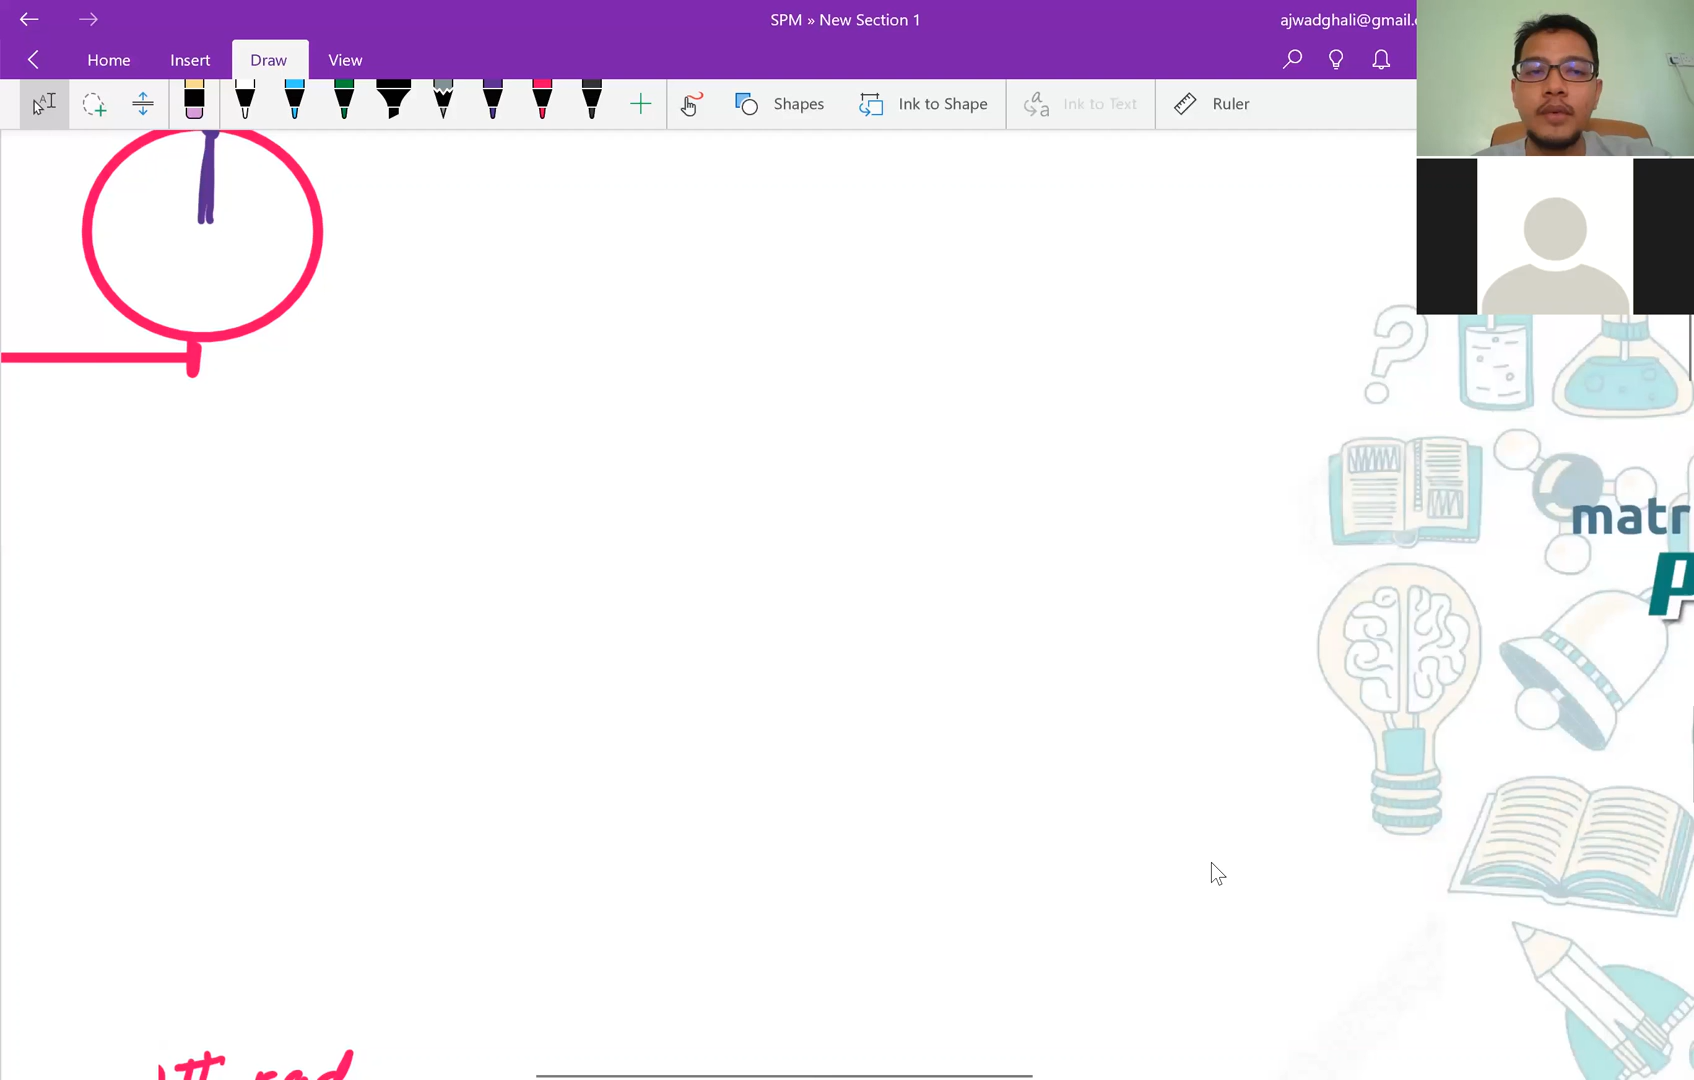 SPM » New Section 1
ajwadghali@gmail.
Home Insert Draw View
Shapes Ink to Shape Ink to Text Ruler
matr
P
rad